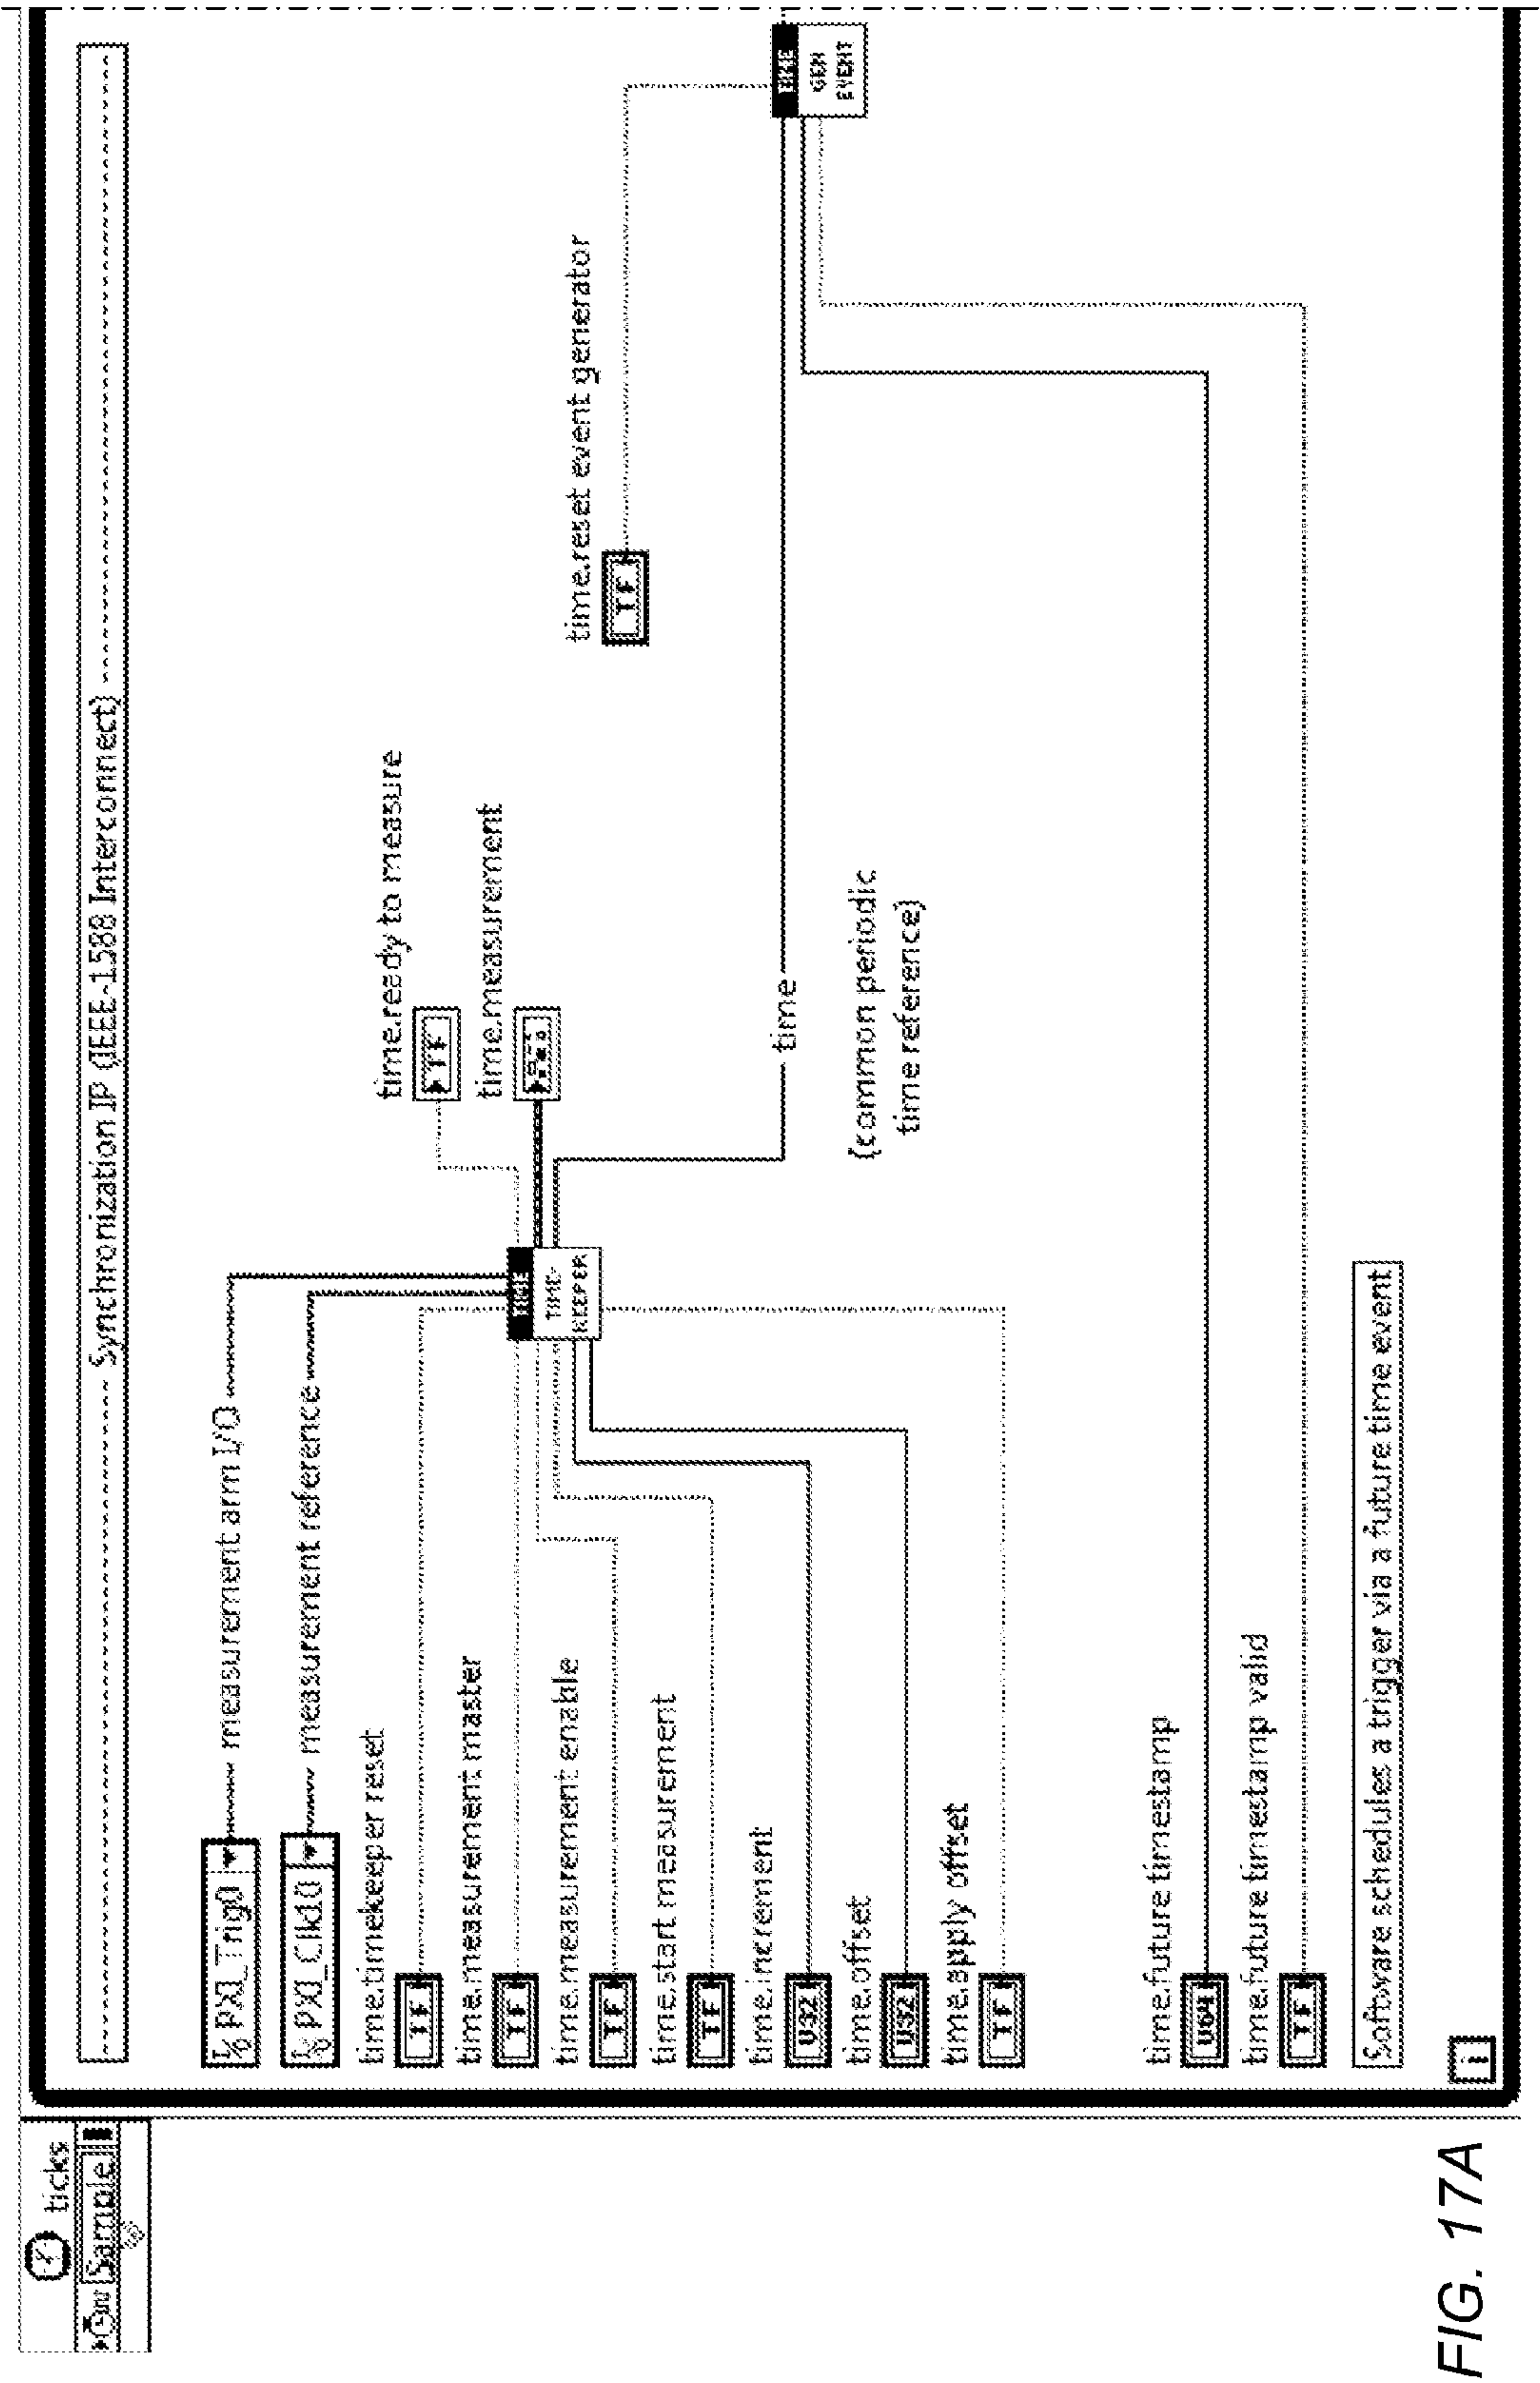 ticks
Sample
Synchronization IP (IEEE-1588 Interconnect)
PXI_Trig0
measurement arm I/O
PXI_Clk10
measurement reference
time.timekeeper reset
TF
time.measurement master
TF
time.measurement enable
TF
time.start measurement
TF
time.increment
U32
time.offset
U32
time.apply offset
TF
TIME
TIME-
KEEPER
time.ready to measure
TF
time.measurement
time
(common periodic
time reference)
time.reset event generator
TF
TIME
GEN
EVENT
time.future timestamp
U64
time.future timestamp valid
TF
Software schedules a trigger via a future time event
i
FIG. 17A